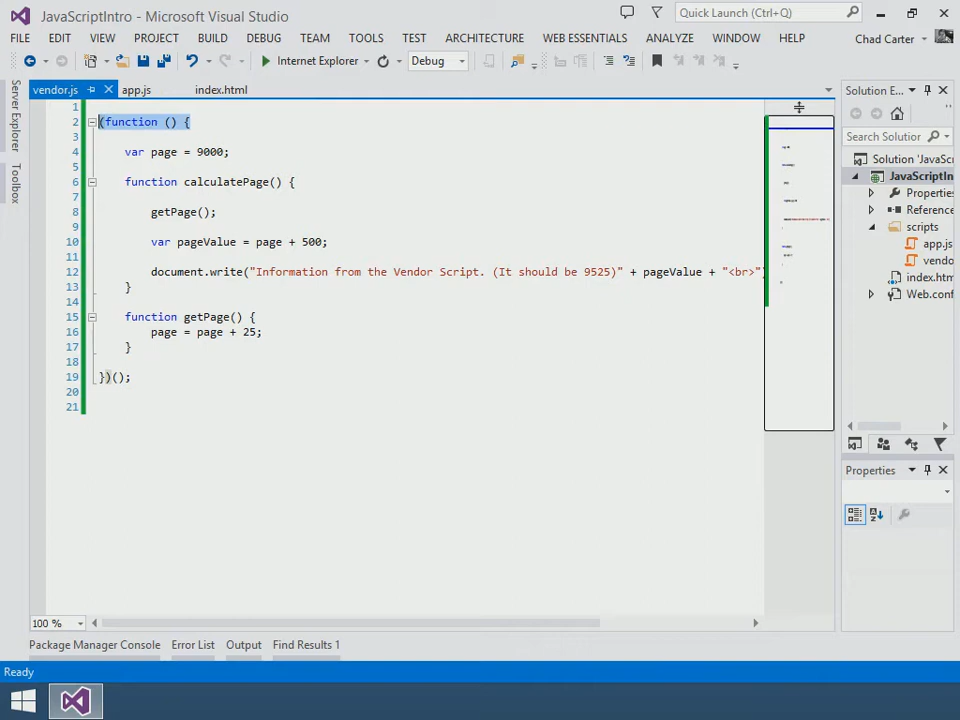 JavaScriptIntro - Microsoft Visual Studio
Quick Launch (Ctrl+Q)
FILE EDIT VIEW PROJECT BUILD DEBUG TEAM TOOLS TEST ARCHITECTURE WEB ESSENTIALS ANALYZE WINDOW HELP
Chad Carter
Internet Explorer
Debug
Server Explorer
Toolbox
vendor.js
app.js
index.html
1
2 (function () {
3
4 var page = 9000;
5
6 function calculatePage() {
7
8 getPage();
9
10 var pageValue = page + 500;
11
12 document.write("Information from the Vendor Script. (It should be 9525)" + pageValue + "<br>"
13 }
14
15 function getPage() {
16 page = page + 25;
17 }
18
19 })();
20
21
Solution E...
Search Solutior
Solution 'JavaSc
JavaScriptIn
Properties
Reference
scripts
app.js
vendo
index.htm
Web.conf
Properties
100 %
Package Manager Console
Error List
Output
Find Results 1
Ready